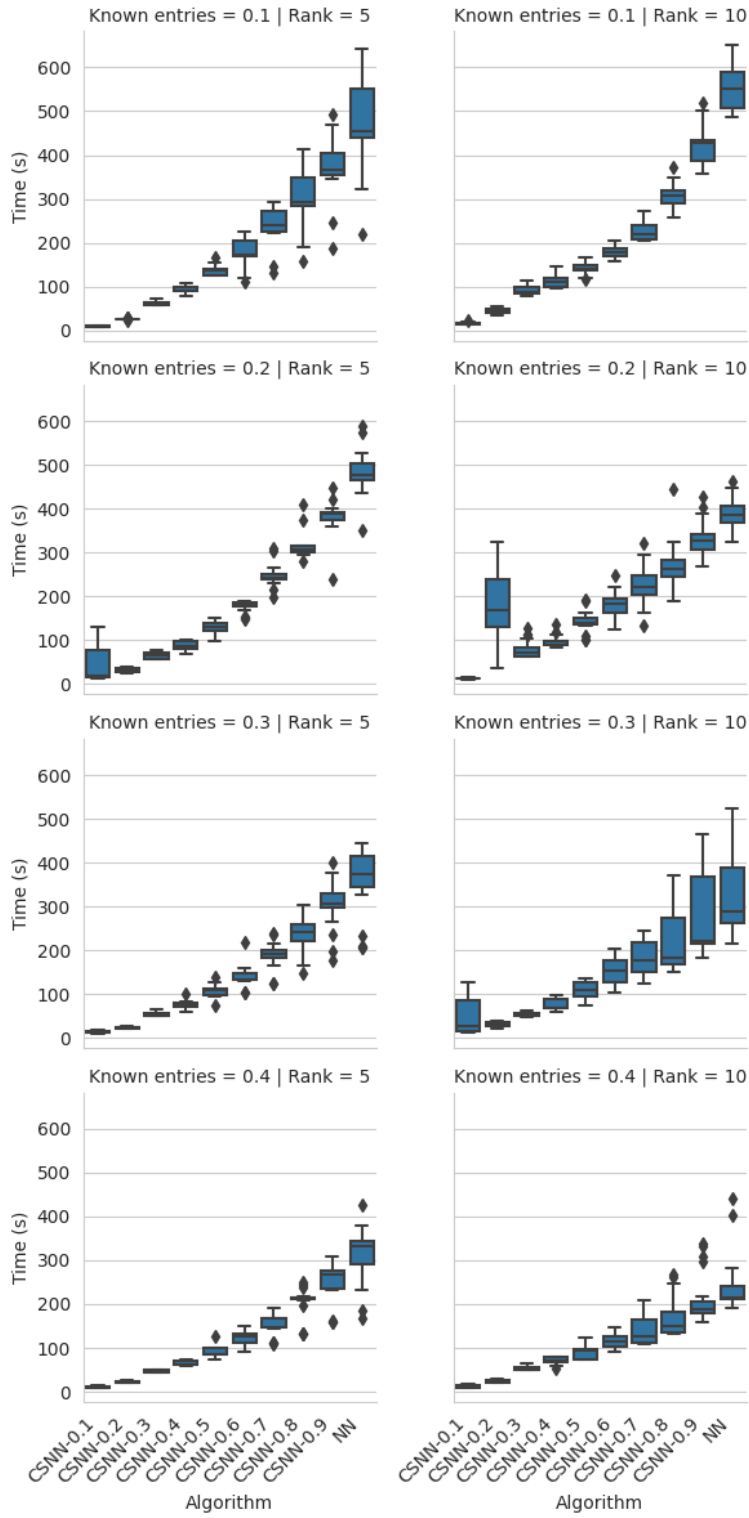 Known entries = 0.1 | Rank = 5
Known entries = 0.1 | Rank = 10
600
500
400
300
200
100
0
Time (s)
Known entries = 0.2 | Rank = 5
Known entries = 0.2 | Rank = 10
600
500
400
300
200
100
0
Time (s)
Known entries = 0.3 | Rank = 5
Known entries = 0.3 | Rank = 10
600
500
400
300
200
100
0
Time (s)
Known entries = 0.4 | Rank = 5
Known entries = 0.4 | Rank = 10
600
500
400
300
200
100
0
Time (s)
CSNN-0.1
CSNN-0.2
CSNN-0.3
CSNN-0.4
CSNN-0.5
CSNN-0.6
CSNN-0.7
CSNN-0.8
CSNN-0.9
NN
Algorithm
CSNN-0.1
CSNN-0.2
CSNN-0.3
CSNN-0.4
CSNN-0.5
CSNN-0.6
CSNN-0.7
CSNN-0.8
CSNN-0.9
NN
Algorithm